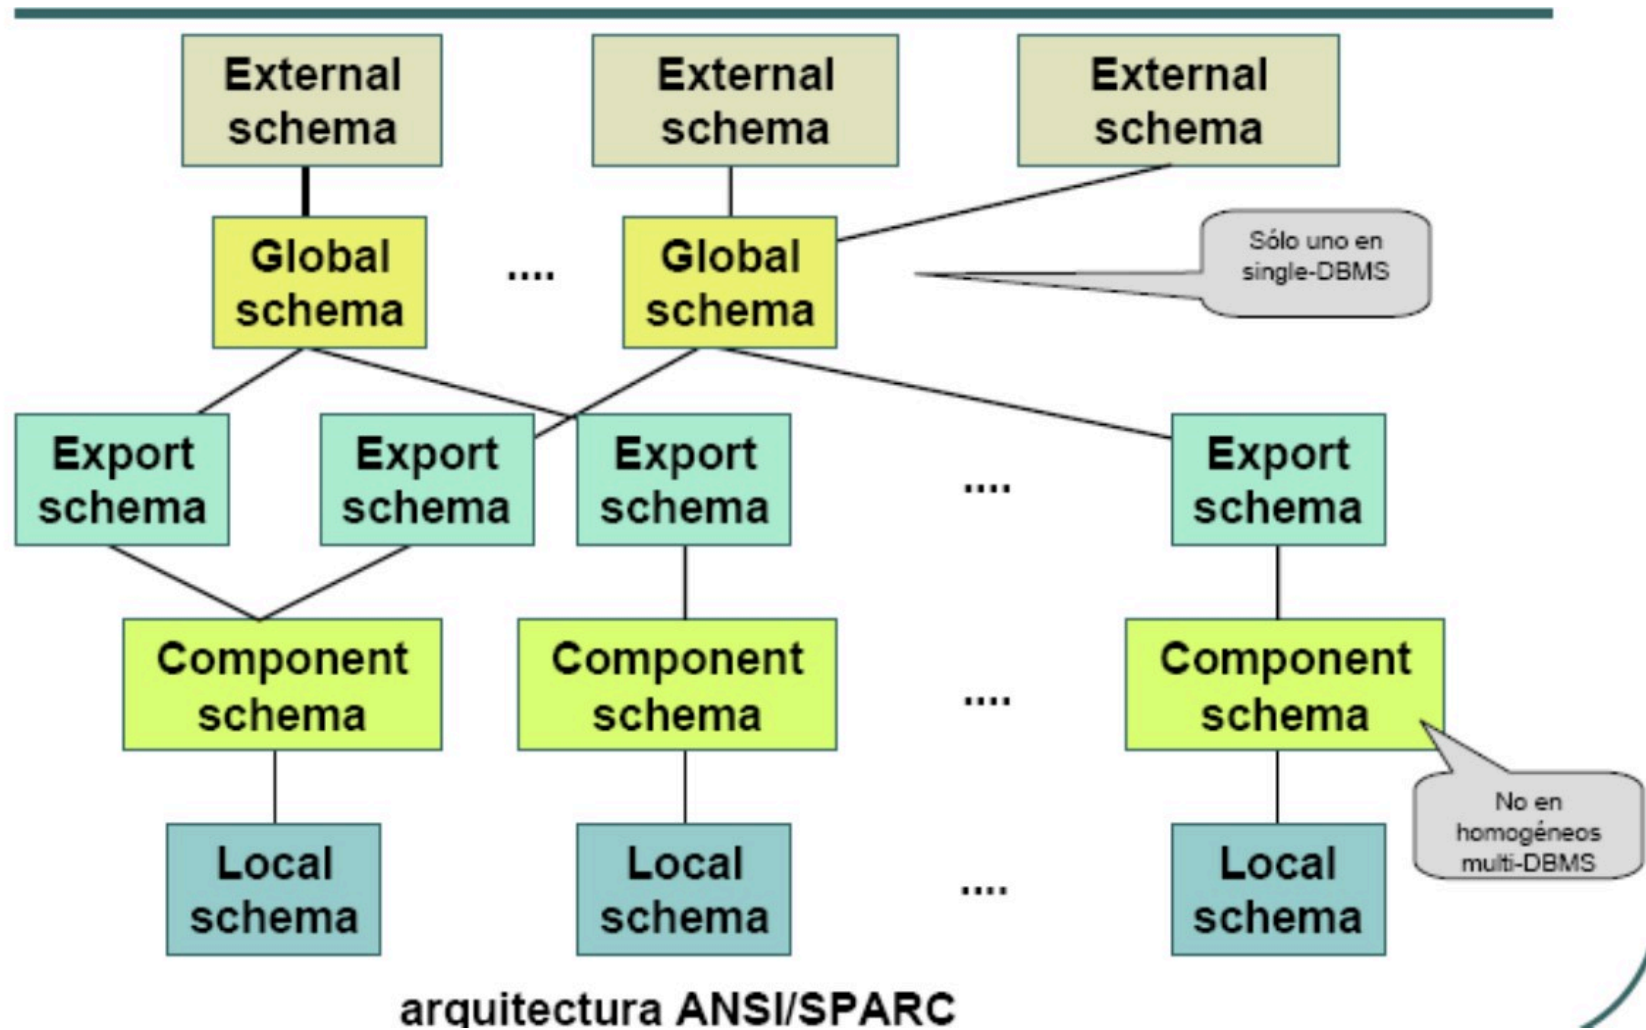 External
schema
External
schema
External
schema
Global
schema
....
Global
schema
Sólo uno en
single-DBMS
Export
schema
Export
schema
Export
schema
....
Export
schema
Component
schema
Component
schema
....
Component
schema
No en
homogéneos
multi-DBMS
Local
schema
Local
schema
....
Local
schema
arquitectura ANSI/SPARC